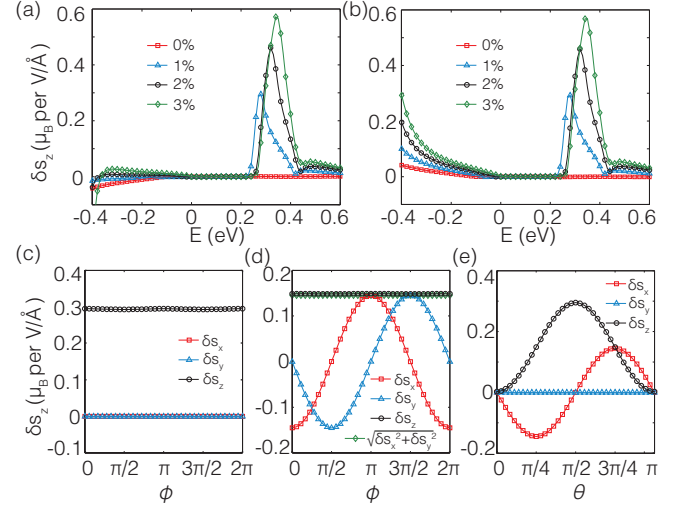 (a)
0.6
0.4
0.2
0
0%
1%
2%
3%
-0.4 -0.2 0 0.2 0.4 0.6
E (eV)
(b)
0.6
0.4
0.2
0
0%
1%
2%
3%
-0.4 -0.2 0 0.2 0.4 0.6
E (eV)
δs_z (μ_B per V/Å)
(c)
0.4
0.3
0.2
0.1
0
-0.1
δs_x
δs_y
δs_z
0 π/2 π 3π/2 2π
ϕ
δs_z (μ_B per V/Å)
(d)
0.2
0.1
0
-0.1
-0.2
δs_x
δs_y
δs_z
√δs_x²+δs_y²
0 π/2 π 3π/2 2π
ϕ
(e)
0.4
0.2
0
-0.2
δs_x
δs_y
δs_z
0 π/4 π/2 3π/4 π
θ